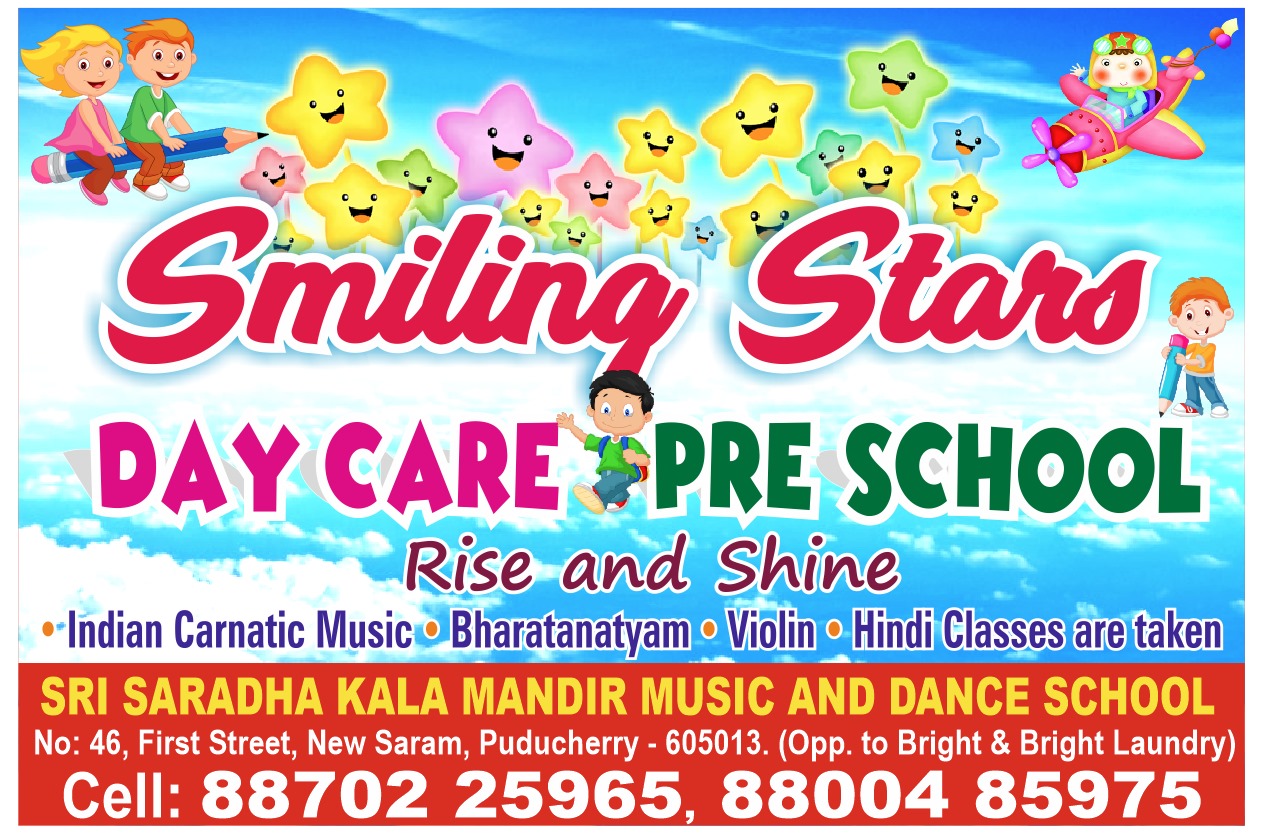 Smiling Stars
DAY CARE PRE SCHOOL
Rise and Shine
• Indian Carnatic Music • Bharatanatyam • Violin • Hindi Classes are taken
SRI SARADHA KALA MANDIR MUSIC AND DANCE SCHOOL
No: 46, First Street, New Saram, Puducherry - 605013. (Opp. to Bright & Bright Laundry)
Cell: 88702 25965, 88004 85975